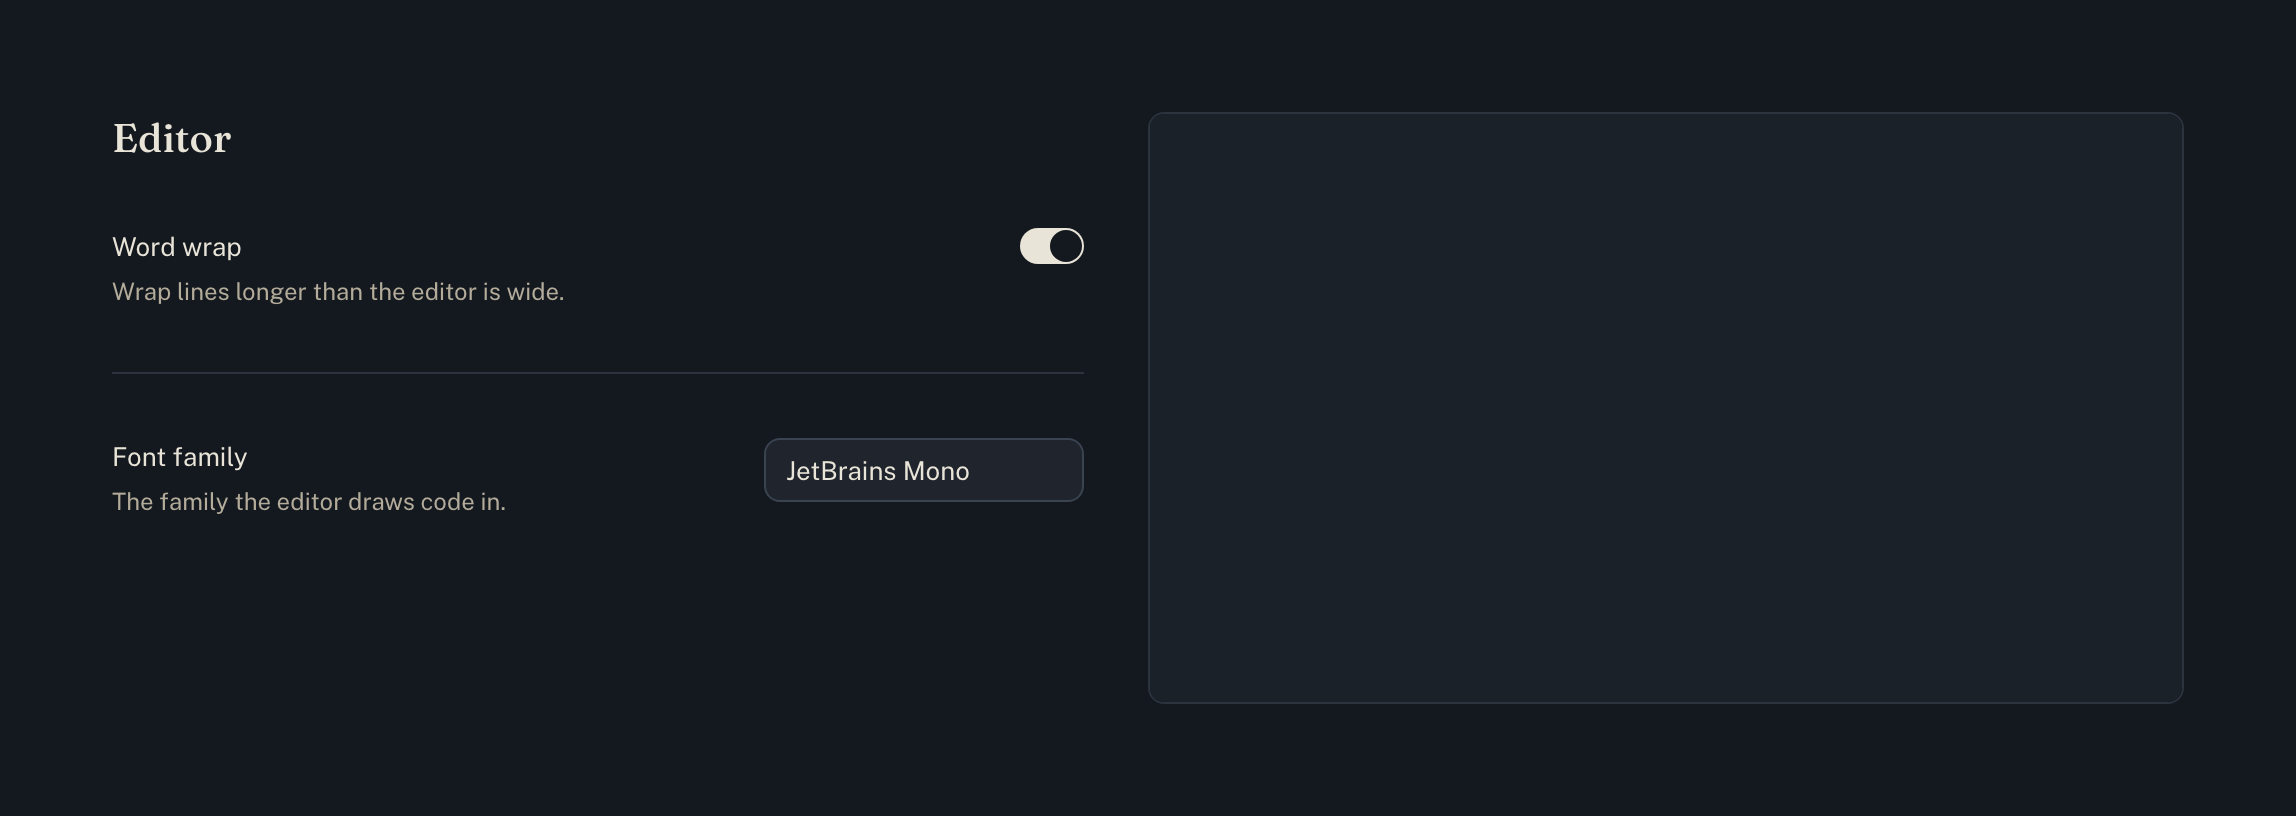 Editor
Word wrap
Wrap lines longer than the editor is wide.
Font family
JetBrains Mono
The family the editor draws code in.